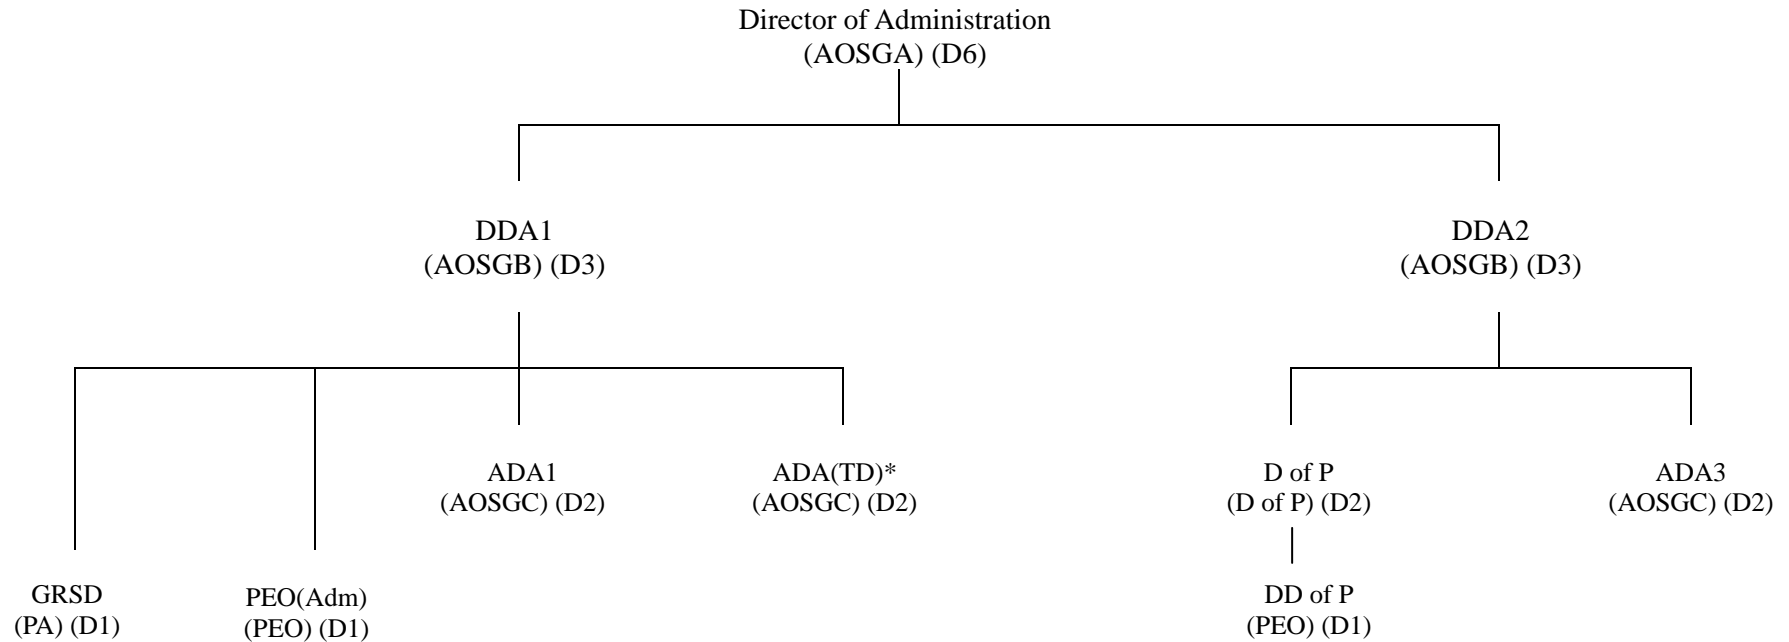 Director of Administration
(AOSGA) (D6)
DDA1
(AOSGB) (D3)
DDA2
(AOSGB) (D3)
ADA1
(AOSGC) (D2)
ADA(TD)*
(AOSGC) (D2)
D of P
(D of P) (D2)
ADA3
(AOSGC) (D2)
GRSD
(PA) (D1)
PEO(Adm)
(PEO) (D1)
DD of P
(PEO) (D1)